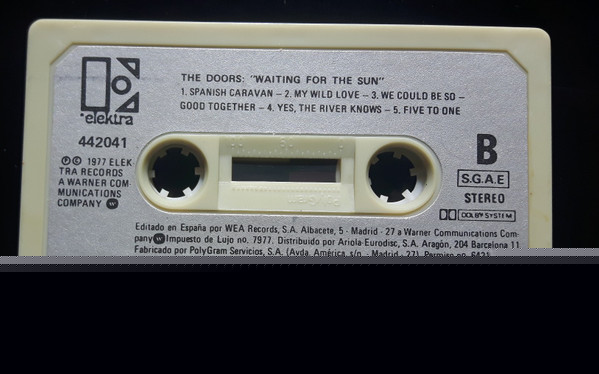 THE DOORS: "WAITING FOR THE SUN"
1. SPANISH CARAVAN – 2. MY WILD LOVE – 3. WE COULD BE SO –
GOOD TOGETHER – 4. YES, THE RIVER KNOWS – 5. FIVE TO ONE
elektra
442041
Ⓟ © 1977 ELEK
TRA RECORDS
A WARNER COM-
MUNICATIONS
COMPANY
B
S.G.A.E
STEREO
DOLBY SYSTEM
Editado en España por WEA Records, S.A. Albacete, 5 - Madrid - 27 a Warner Communications Com-
pany Impuesto de Lujo no. 7977. Distribuido por Ariola-Eurodisc, S.A. Aragón, 204 Barcelona 11
Fabricado por PolyGram Servicios, S.A. (Avda. América, s/n. - Madrid - 27). Permiso no. 6421